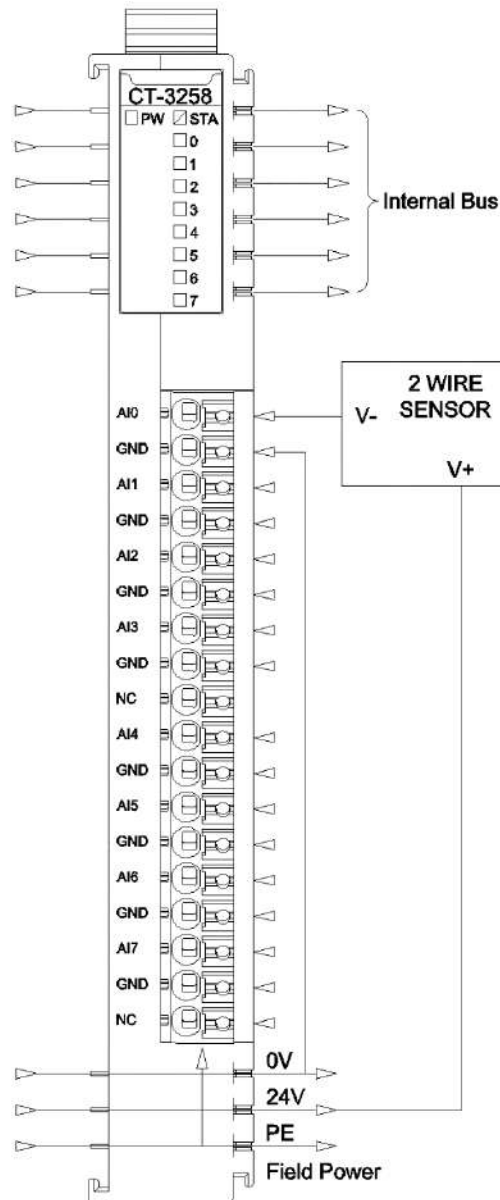 CT-3258
PW STA
0
1
2
3
4
5
6
7
Internal Bus
2 WIRE
SENSOR
V-
V+
AI0
GND
AI1
GND
AI2
GND
AI3
GND
NC
AI4
GND
AI5
GND
AI6
GND
AI7
GND
NC
0V
24V
PE
Field Power